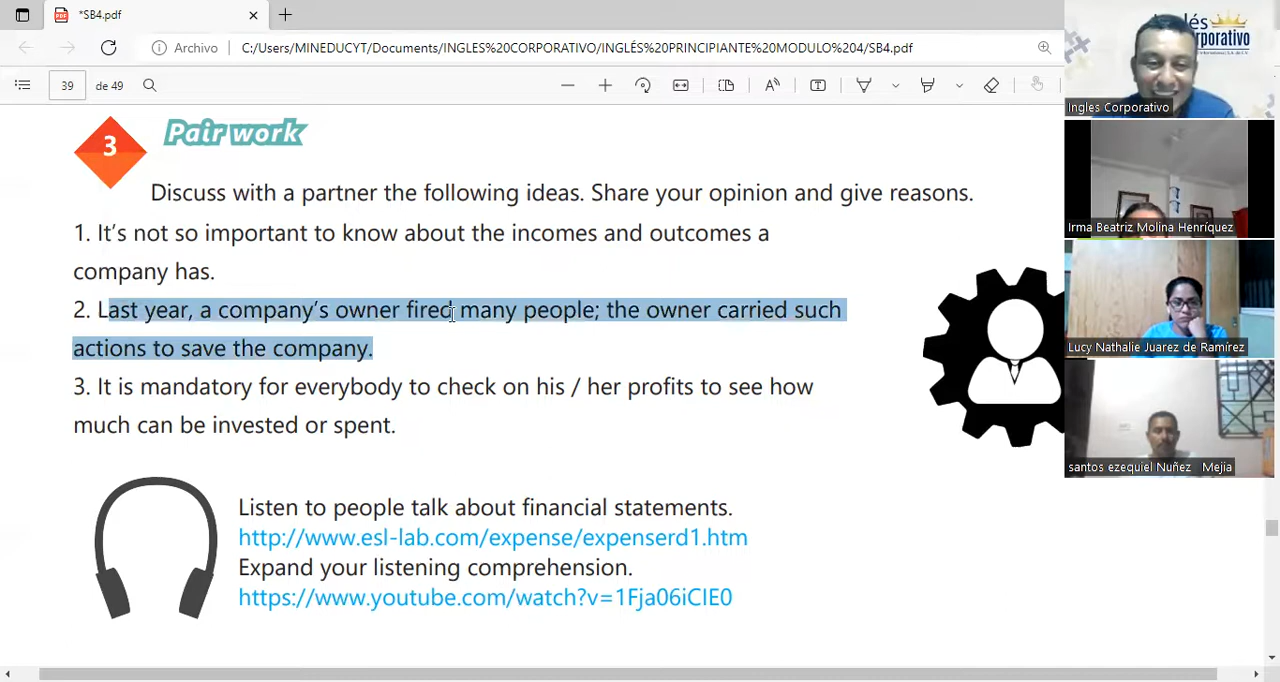 *SB4.pdf
Archivo
C:/Users/MINEDUCYT/Documents/INGLES%20CORPORATIVO/INGLÉS%20PRINCIPIANTE%20MODULO%204/SB4.pdf
39
de 49
3
Pair work
Discuss with a partner the following ideas. Share your opinion and give reasons.
1. It's not so important to know about the incomes and outcomes a
company has.
2. Last year, a company's owner fired many people; the owner carried such
actions to save the company.
3. It is mandatory for everybody to check on his / her profits to see how
much can be invested or spent.
Listen to people talk about financial statements.
http://www.esl-lab.com/expense/expenserd1.htm
Expand your listening comprehension.
https://www.youtube.com/watch?v=1Fja06iCIE0
Ingles Corporativo
Irma Beatriz Molina Henríquez
Lucy Nathalie Juarez de Ramírez
santos ezequiel Nuñez Mejia